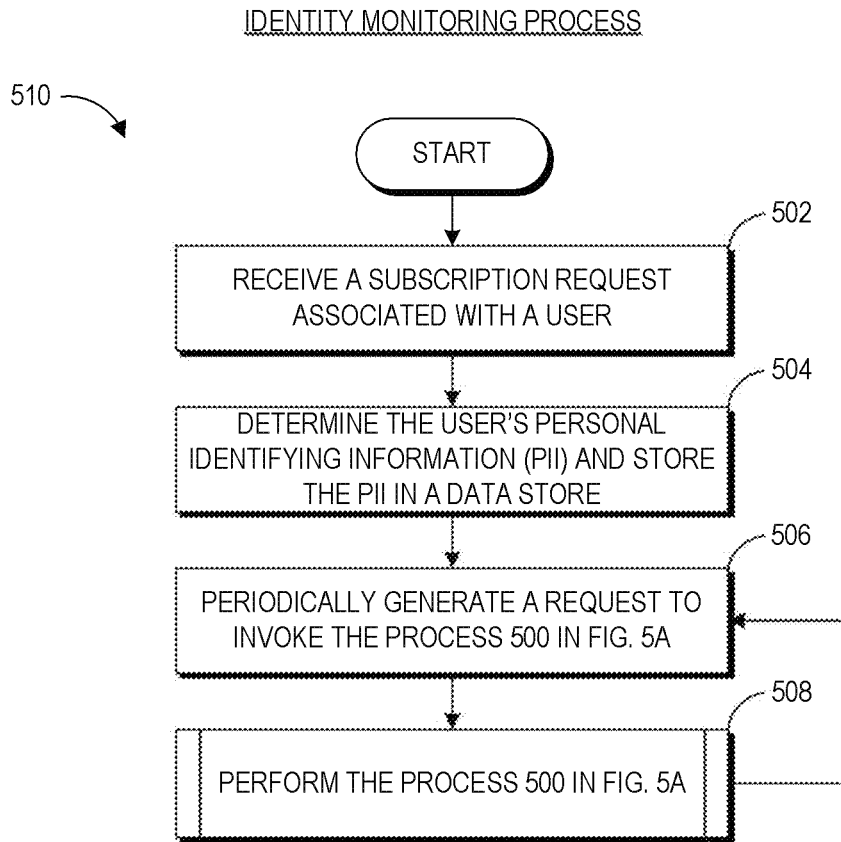 IDENTITY MONITORING PROCESS
510
START
502
RECEIVE A SUBSCRIPTION REQUEST
ASSOCIATED WITH A USER
504
DETERMINE THE USER'S PERSONAL
IDENTIFYING INFORMATION (PII) AND STORE
THE PII IN A DATA STORE
506
PERIODICALLY GENERATE A REQUEST TO
INVOKE THE PROCESS 500 IN FIG. 5A
508
PERFORM THE PROCESS 500 IN FIG. 5A